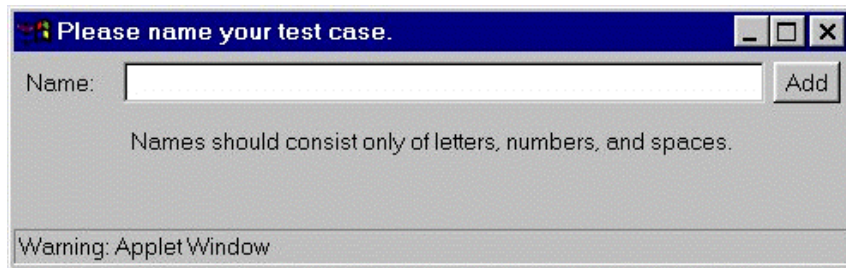 Please name your test case.
Name: Add
Names should consist only of letters, numbers, and spaces.
Warning: Applet Window